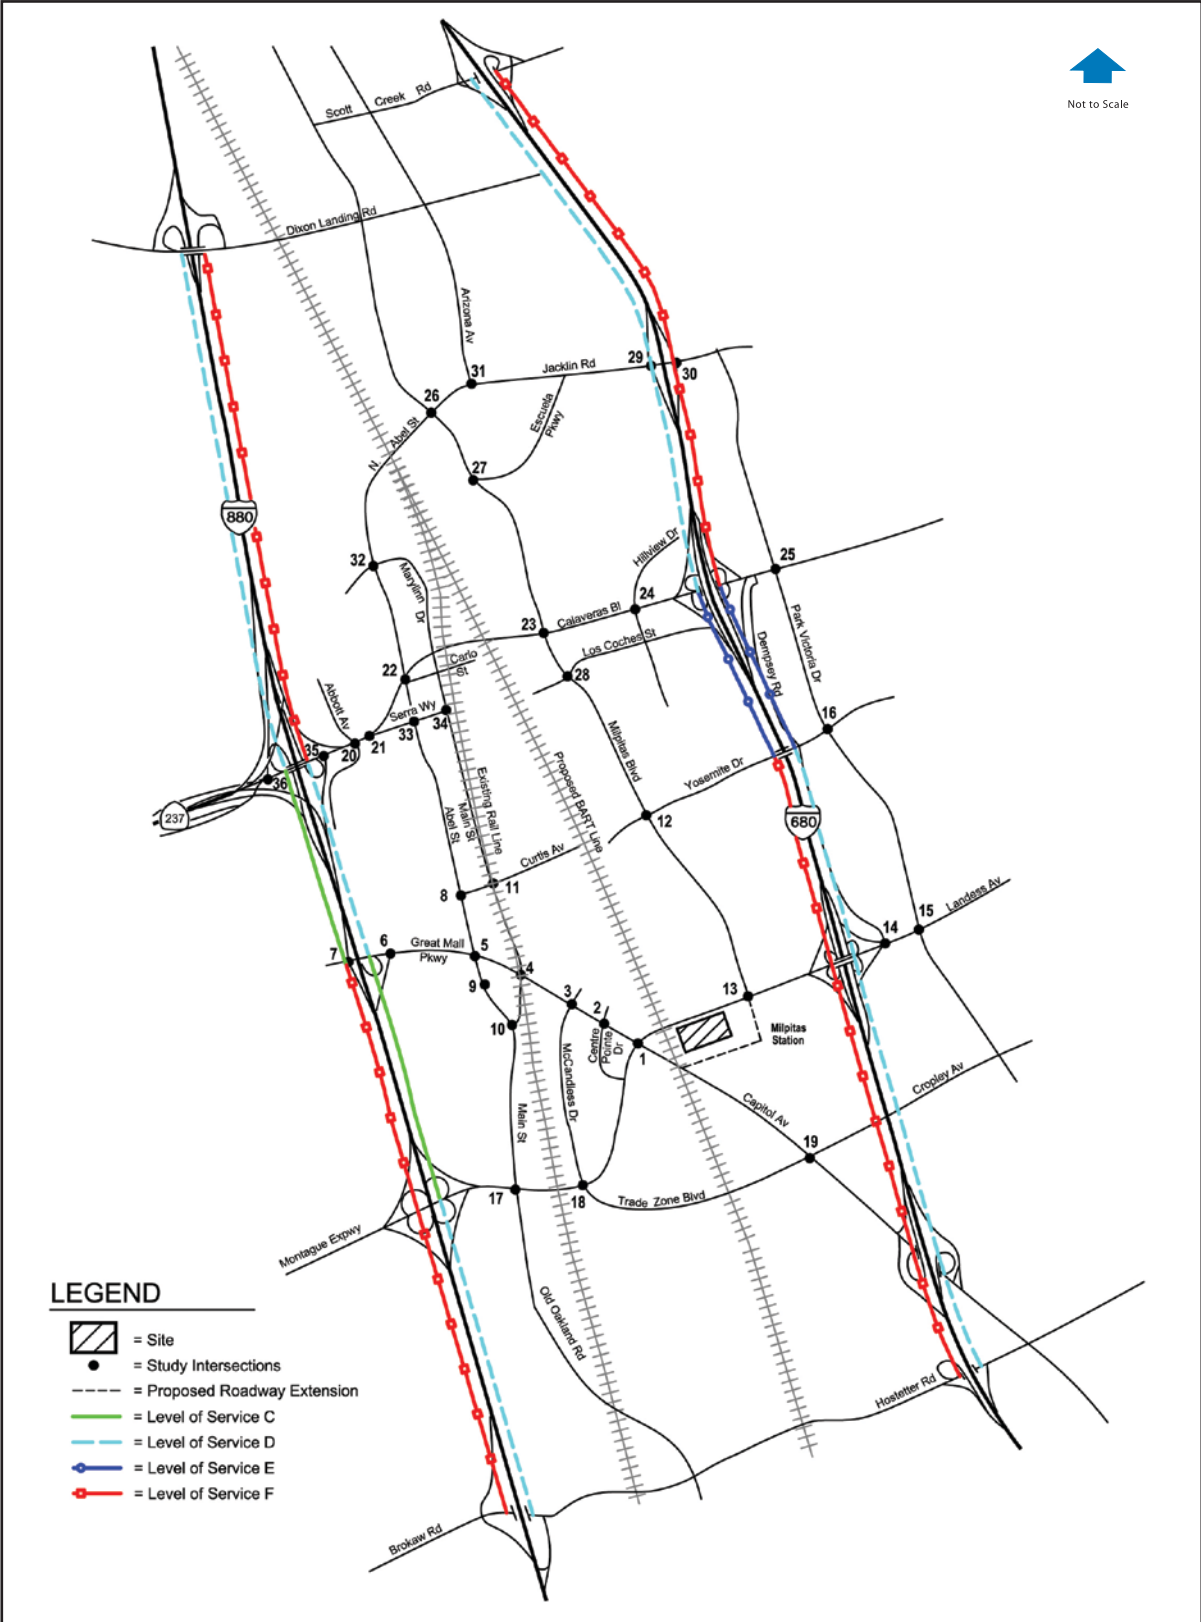 Not to Scale
Scott Creek Rd
Dixon Landing Rd
Arizona Av
31
Jacklin Rd
29
30
26
Escuela
Pkwy
N. Abel St
27
880
Hillview Dr
25
32
Marylinn Dr
24
23
Calaveras Bl
Los Coches St
Park Victoria Dr
Dempsey Rd
Carlo
St
22
28
Abbott Av
Serra Wy
34
33
21
20
35
36
16
237
Milpitas Blvd
Yosemite Dr
Proposed BART Line
Existing Rail Line
Main St
Abel St
12
680
Curtis Av
8
11
Landess Av
15
14
6
Great Mall
Pkwy
5
7
4
9
13
3
2
10
Milpitas
Station
Centre
Pointe
Dr
1
McCandless Dr
Main St
Capitol Av
Cropley Av
19
17
18
Trade Zone Blvd
Montague Expwy
Old Oakland Rd
Hostetter Rd
Brokaw Rd
LEGEND
= Site
= Study Intersections
= Proposed Roadway Extension
= Level of Service C
= Level of Service D
= Level of Service E
= Level of Service F